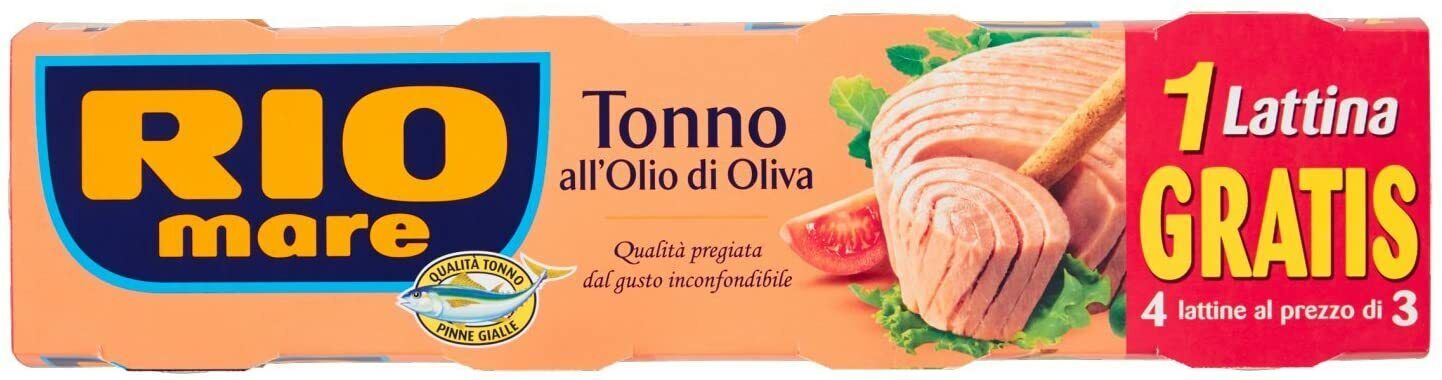 RIO
mare
QUALITÀ TONNO
PINNE GIALLE
Tonno
all'Olio di Oliva
Qualità pregiata
dal gusto inconfondibile
1 Lattina
GRATIS
4 lattine al prezzo di 3